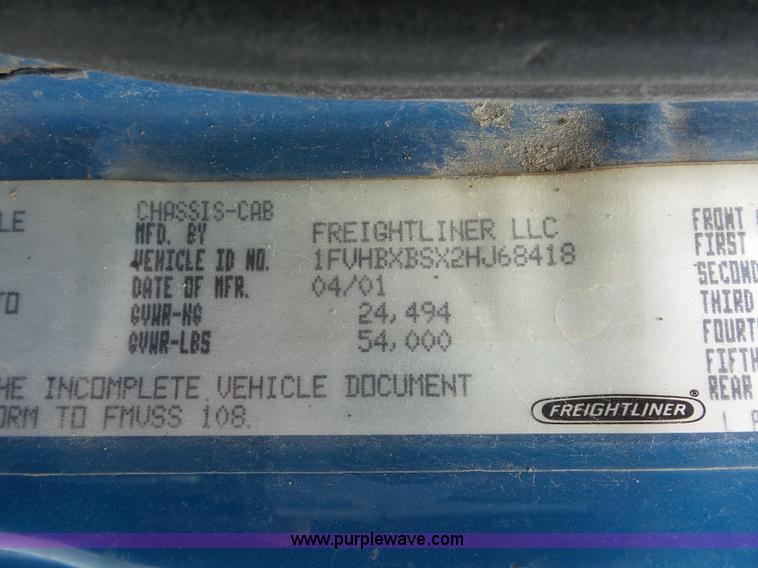 LE
CHASSIS-CAB
MFD. BY FREIGHTLINER LLC
VEHICLE ID NO. 1FVHBXBSX2HJ68418
DATE OF MFR. 04/01
GVWR-KG 24,494
GVWR-LBS 54,000
TO
HE INCOMPLETE VEHICLE DOCUMENT
ORM TO FMVSS 108.
FREIGHTLINER®
FRONT
FIRST
SECOND
THIRD
FOURT
FIFTH
REAR
www.purplewave.com